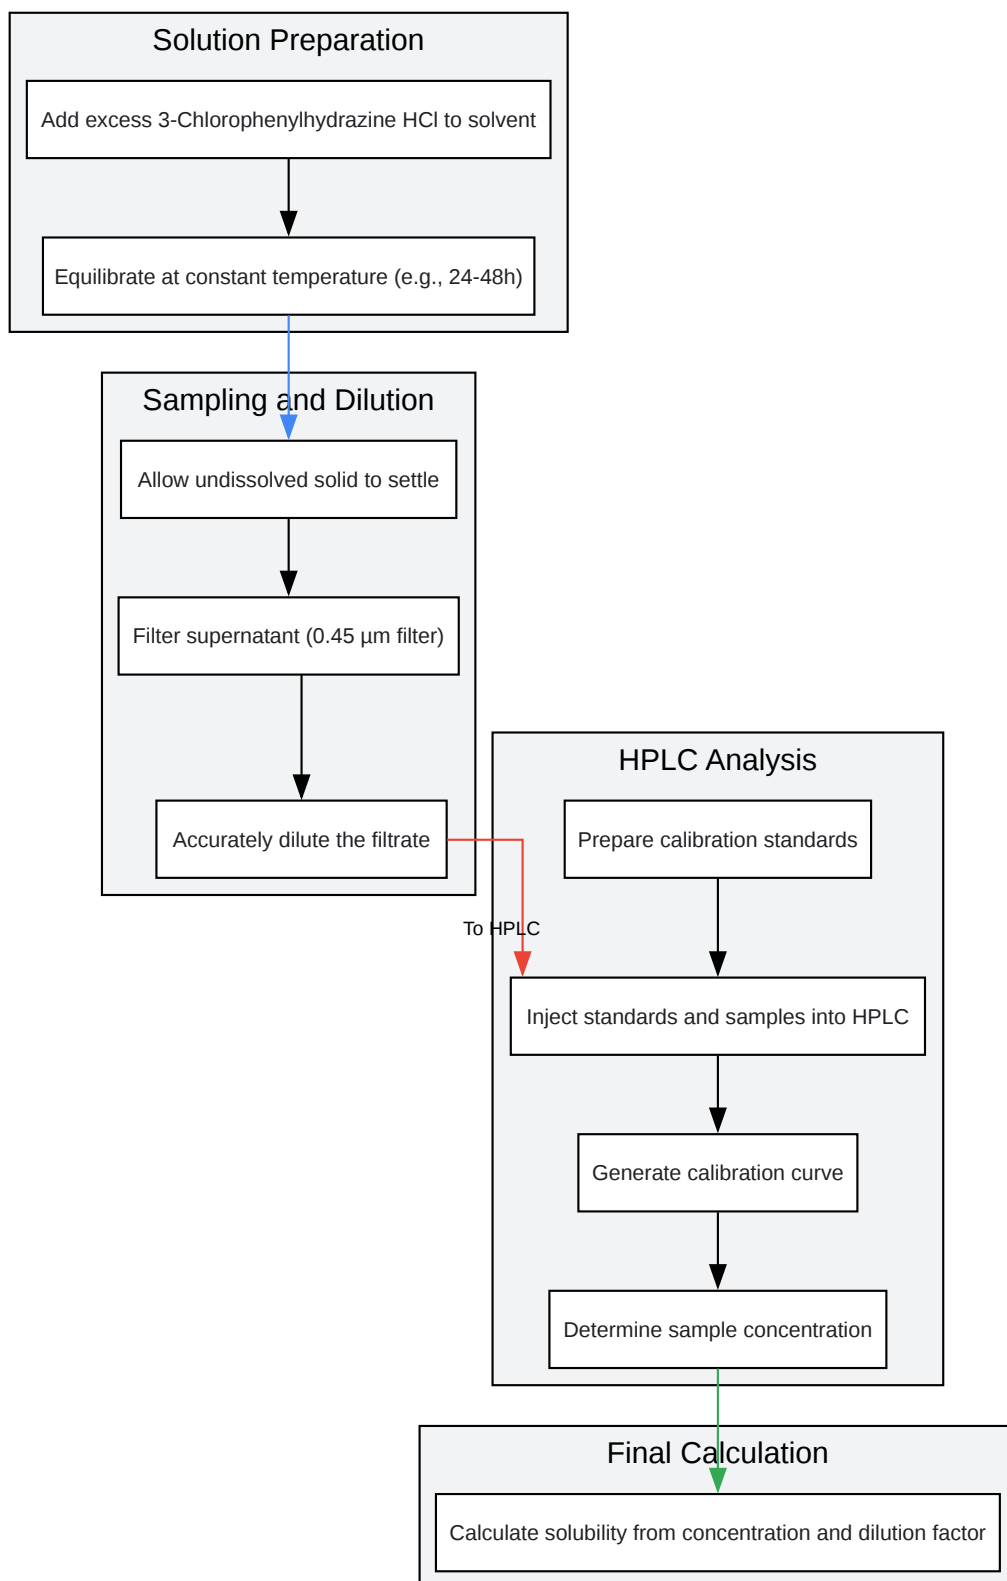 Solution Preparation
Add excess 3-Chlorophenylhydrazine HCl to solvent
Equilibrate at constant temperature (e.g., 24-48h)
Sampling and Dilution
Allow undissolved solid to settle
Filter supernatant (0.45 µm filter)
Accurately dilute the filtrate
To HPLC
HPLC Analysis
Prepare calibration standards
Inject standards and samples into HPLC
Generate calibration curve
Determine sample concentration
Final Calculation
Calculate solubility from concentration and dilution factor